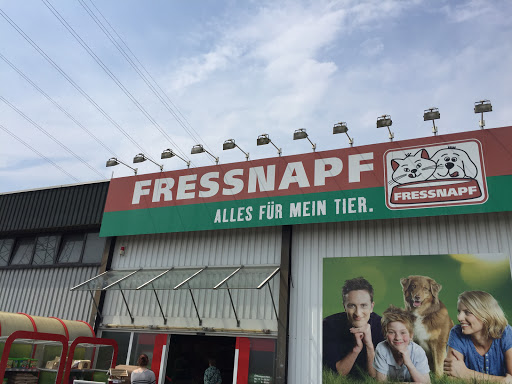 FRESSNAPF
ALLES FÜR MEIN TIER.
FRESSNAPF